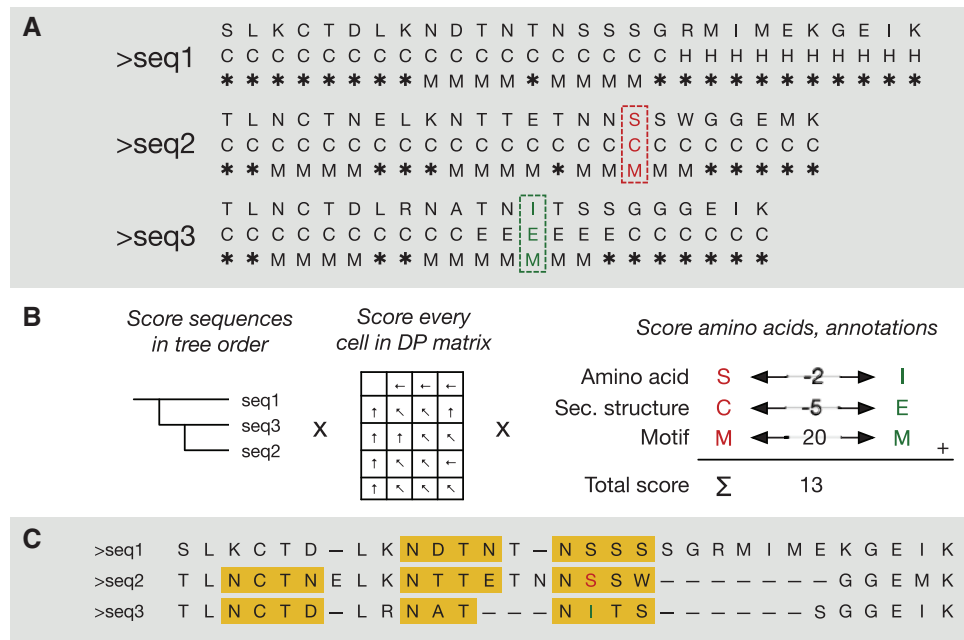 A
S L K C T D L K N D T N T N S S S G R M I M E K G E I K
>seq1 C C C C C C C C C C C C C C C C C C H H H H H H H H H H
* * * * * * * * M M M M * M M M M * * * * * * * * * * *
T L N C T N E L K N T T E T N N S S W G G E M K
>seq2 C C C C C C C C C C C C C C C C C C C C C C C C
* * M M M M * * * M M M M * M M M M M * * * * *
T L N C T D L R N A T N I T S S G G G E I K
>seq3 C C C C C C C C C C E E E E E E C C C C C C
* * M M M M * * M M M M M M M * * * * * * *
B
Score sequences
in tree order
seq1
seq3
seq2
x
Score every
cell in DP matrix
x
Score amino acids, annotations
Amino acid S -2 I
Sec. structure C -5 E
Motif M 20 M
+
Total score Σ 13
C
>seq1 S L K C T D – L K N D T N T – N S S S S G R M I M E K G E I K
>seq2 T L N C T N E L K N T T E T N N S S W – – – – – – – G G E M K
>seq3 T L N C T D – L R N A T – – – N I T S – – – – – – S G G E I K